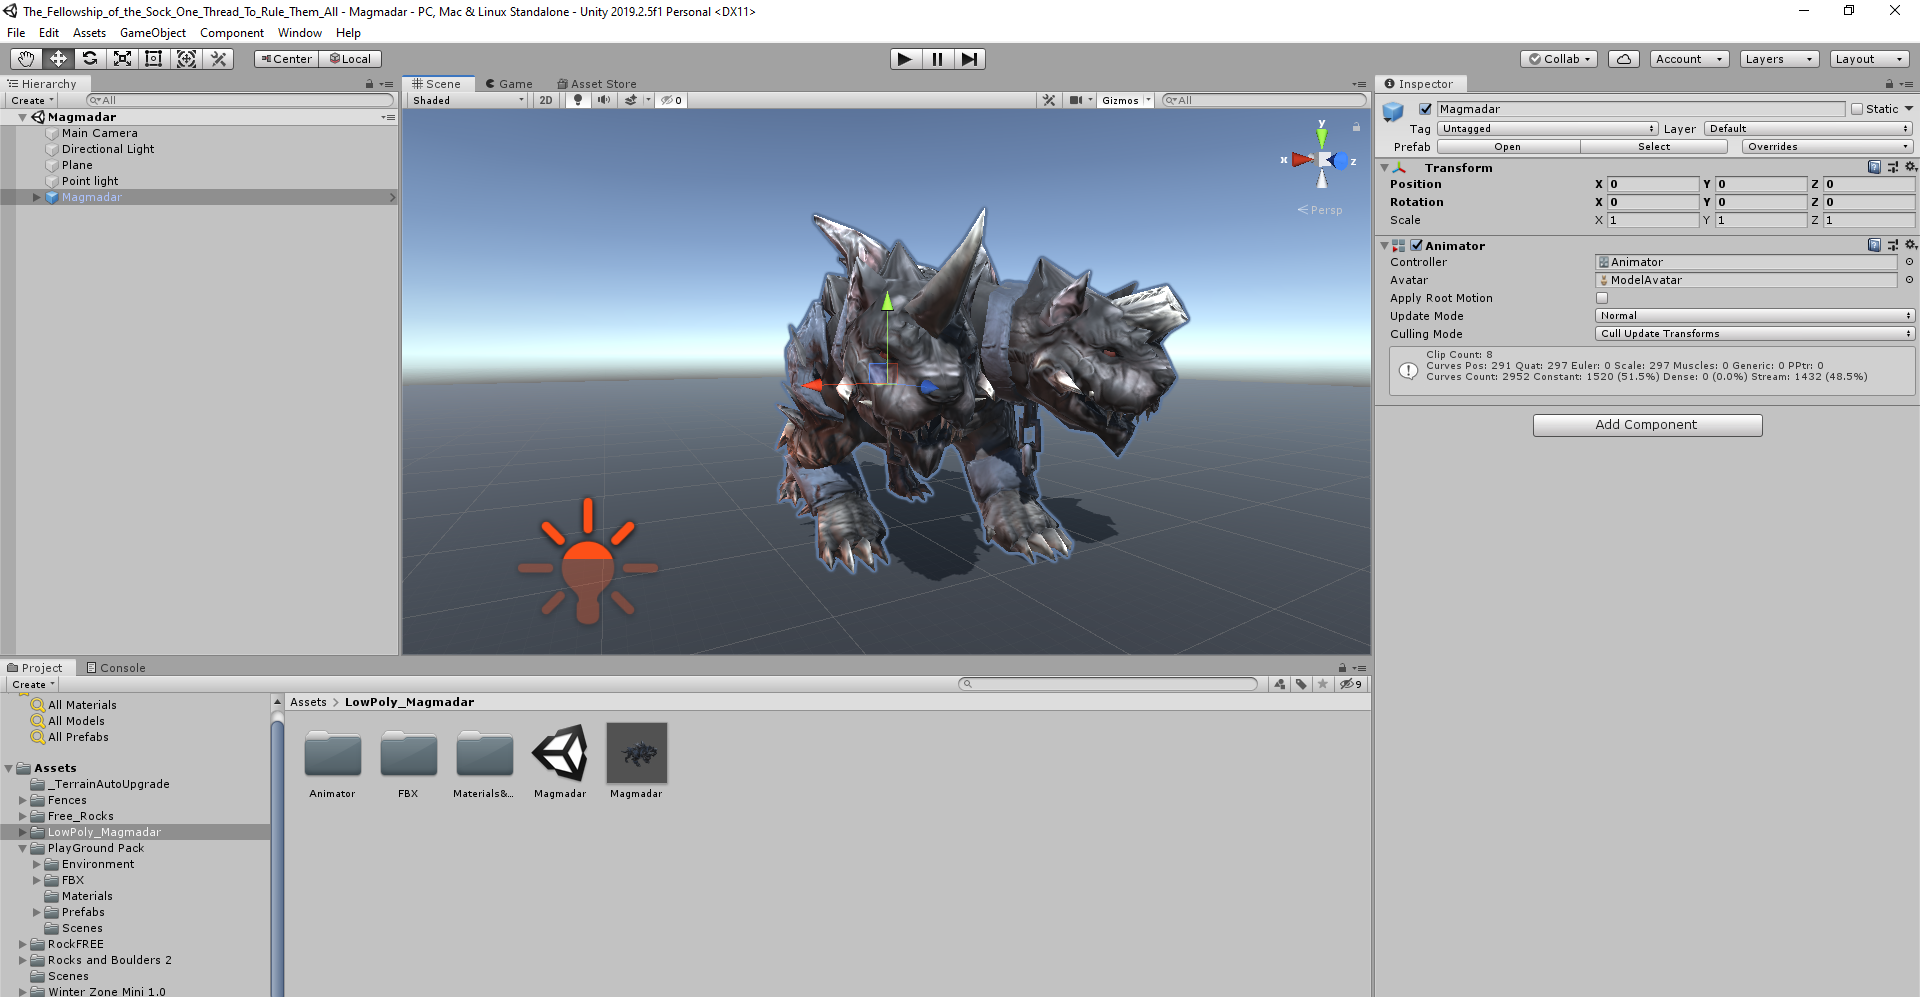 The_Fellowship_of_the_Sock_One_Thread_To_Rule_Them_All - Magmadar - PC, Mac & Linux Standalone - Unity 2019.2.5f1 Personal <DX11>
File Edit Assets GameObject Component Window Help
Center Local Collab Account Layers Layout
Hierarchy
Create All
Magmadar
Main Camera
Directional Light
Plane
Point light
Magmadar
Scene Game Asset Store
Shaded 2D 0 Gizmos All
y
x z
Persp
Inspector
Magmadar Static
Tag Untagged Layer Default
Prefab Open Select Overrides
Transform
Position X 0 Y 0 Z 0
Rotation X 0 Y 0 Z 0
Scale X 1 Y 1 Z 1
Animator
Controller Animator
Avatar ModelAvatar
Apply Root Motion
Update Mode Normal
Culling Mode Cull Update Transforms
Clip Count: 8
Curves Pos: 291 Quat: 297 Euler: 0 Scale: 297 Muscles: 0 Generic: 0 PPtr: 0
Curves Count: 2952 Constant: 1520 (51.5%) Dense: 0 (0.0%) Stream: 1432 (48.5%)
Add Component
Project Console
Create 9
All Materials
All Models
All Prefabs
Assets
_TerrainAutoUpgrade
Fences
Free_Rocks
LowPoly_Magmadar
PlayGround Pack
Environment
FBX
Materials
Prefabs
Scenes
RockFREE
Rocks and Boulders 2
Scenes
Winter Zone Mini 1.0
Assets > LowPoly_Magmadar
Animator FBX Materials&... Magmadar Magmadar